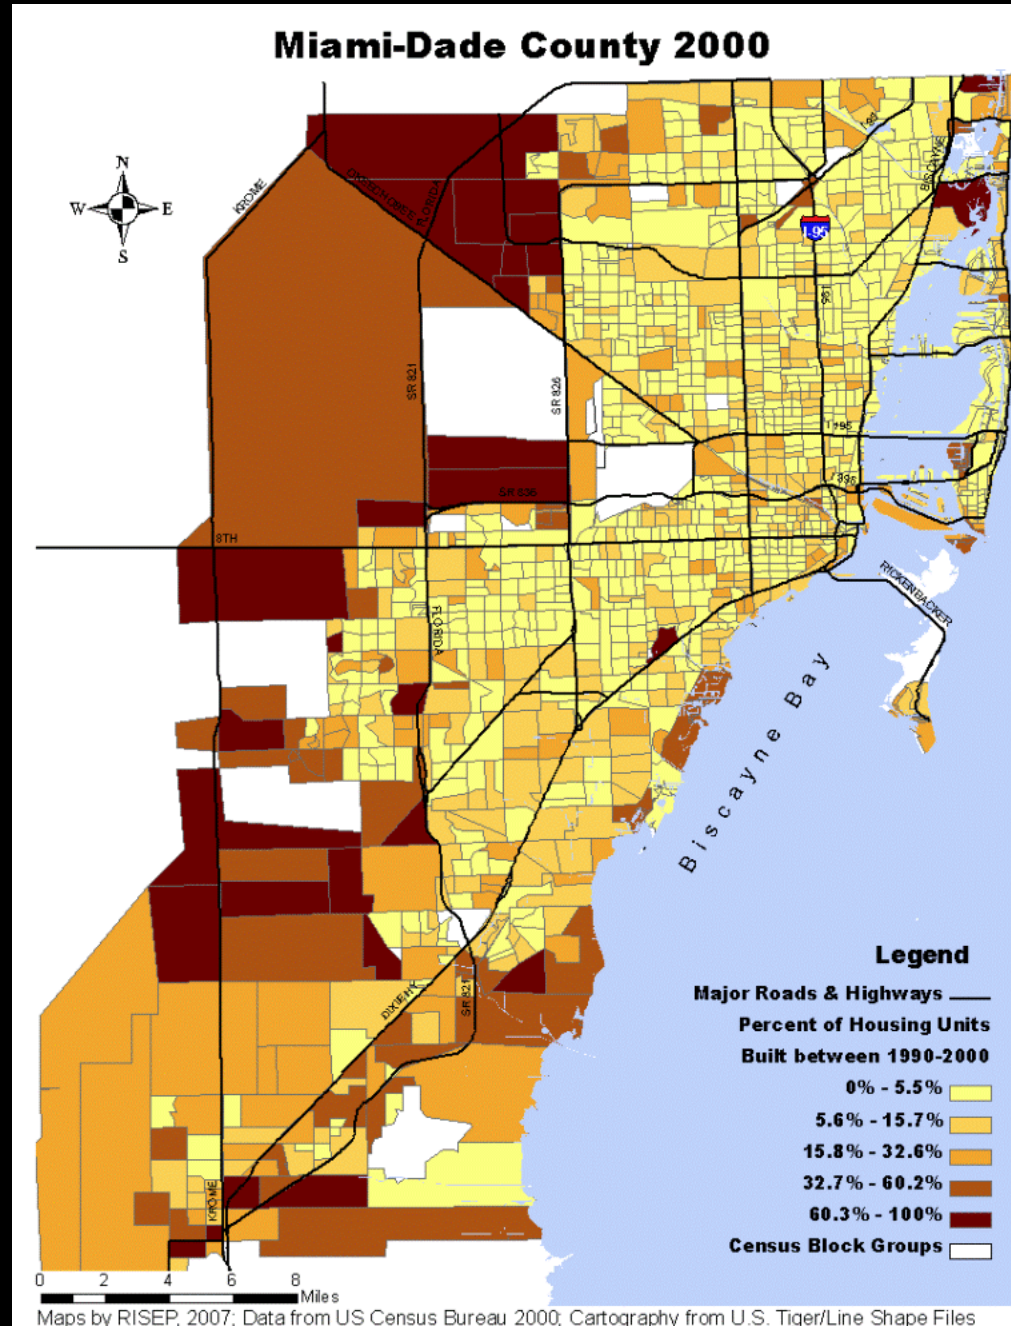 Miami-Dade County 2000
N
W E
S
KROME
OKEECHOBEE
FLORIDA
I 95
BISCAYNE
I-95
I 95
SR 821
SR 826
I 195
I 395
SR 836
8TH
RICKENBACKER
FLORIDA
Biscayne Bay
DIXIE HY
SR 821
KROME
Legend
Major Roads & Highways
Percent of Housing Units
Built between 1990-2000
0% - 5.5%
5.6% - 15.7%
15.8% - 32.6%
32.7% - 60.2%
60.3% - 100%
Census Block Groups
0 2 4 6 8
Miles
Maps by RISEP, 2007; Data from US Census Bureau 2000; Cartography from U.S. Tiger/Line Shape Files